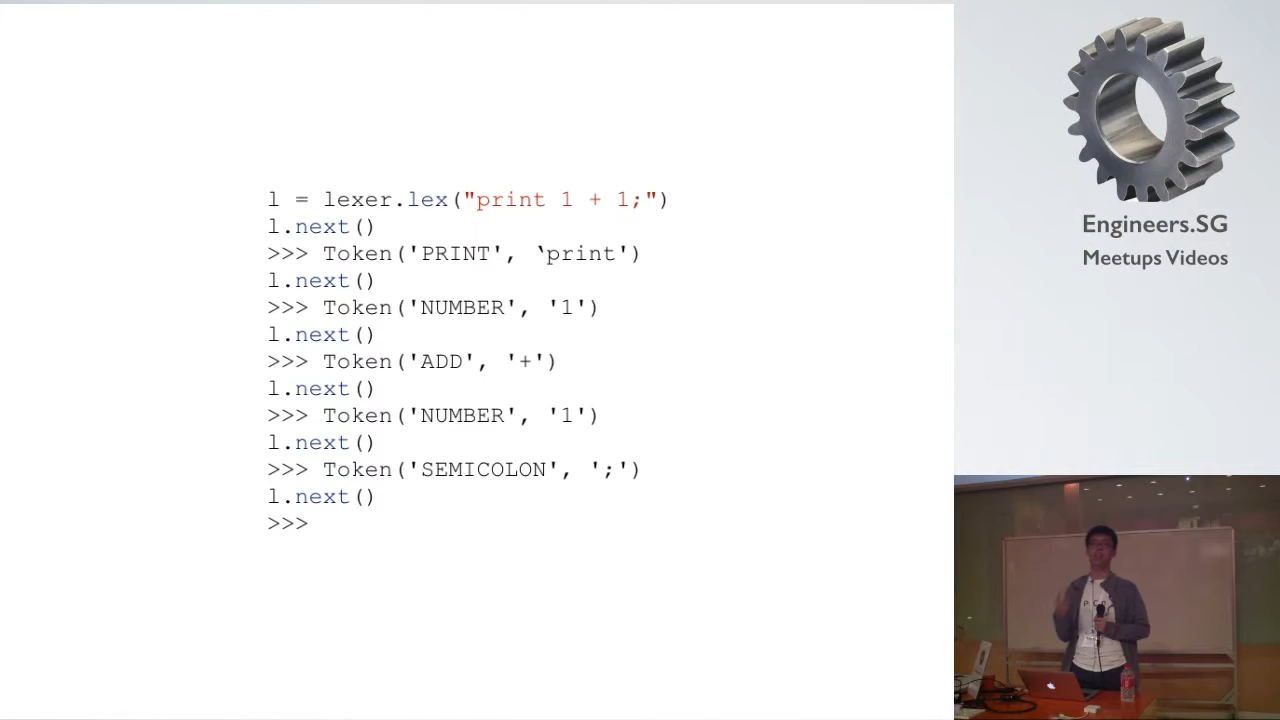 l = lexer.lex("print 1 + 1;")
l.next()
>>> Token('PRINT', ‘print')
l.next()
>>> Token('NUMBER', '1')
l.next()
>>> Token('ADD', '+')
l.next()
>>> Token('NUMBER', '1')
l.next()
>>> Token('SEMICOLON', ';')
l.next()
>>>
Engineers.SG
Meetups Videos